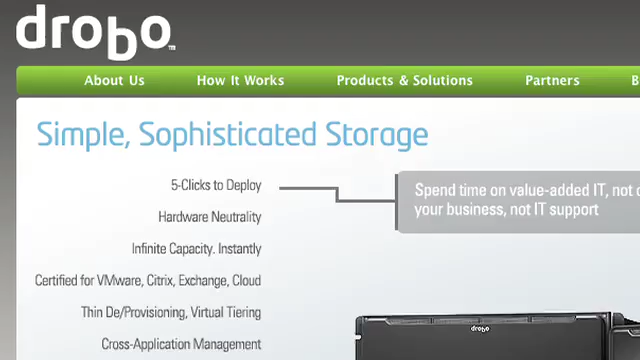 drobo™
About Us How It Works Products & Solutions Partners B
Simple, Sophisticated Storage
5-Clicks to Deploy
Spend time on value-added IT, not
your business, not IT support
Hardware Neutrality
Infinite Capacity. Instantly
Certified for VMware, Citrix, Exchange, Cloud
Thin De/Provisioning, Virtual Tiering
Cross-Application Management
drobo